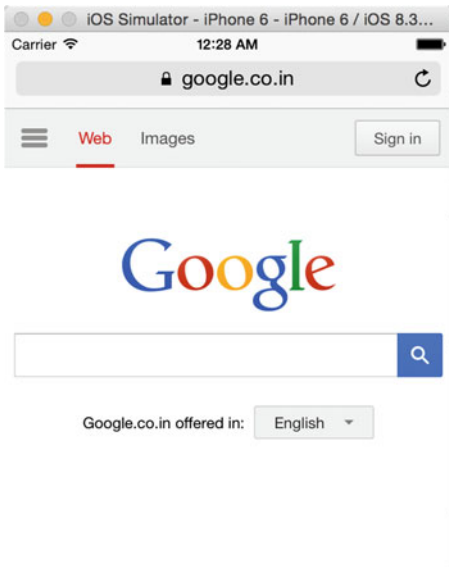 iOS Simulator - iPhone 6 - iPhone 6 / iOS 8.3...
Carrier 12:28 AM
google.co.in
Web Images Sign in
Google
Google.co.in offered in: English